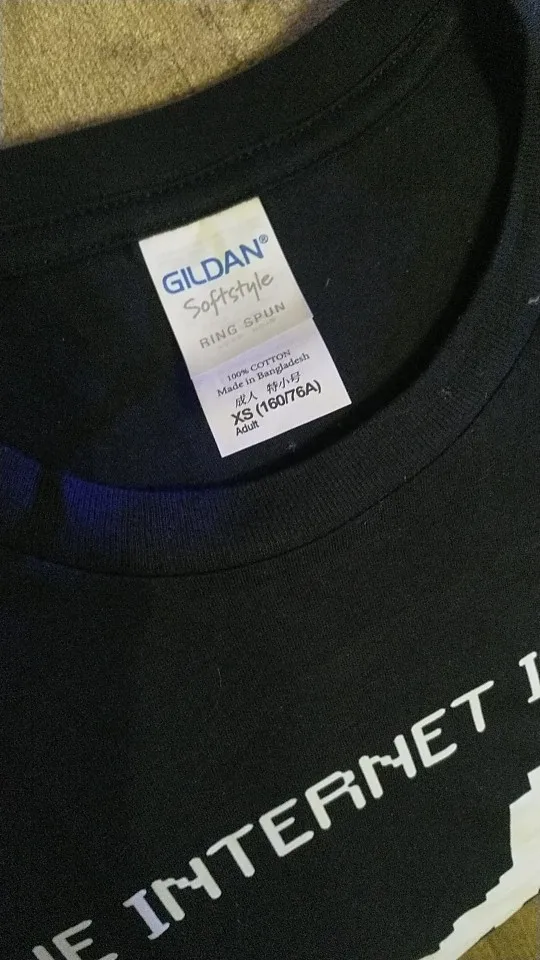 GILDAN®
Softstyle
RING SPUN
100% COTTON
Made in Bangladesh
成人 特小号
XS (160/76A)
Adult
HE INTERNET I